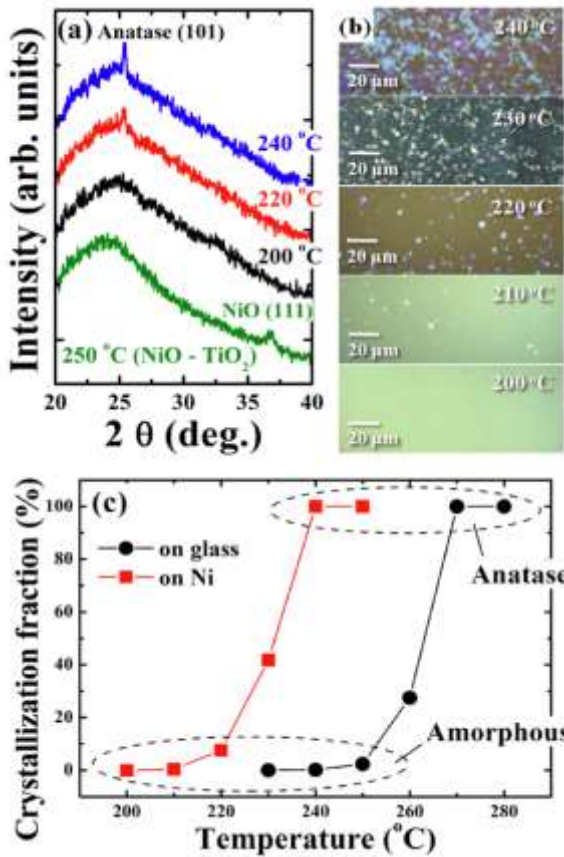 (a)
Anatase (101)
240 °C
220 °C
200 °C
NiO (111)
250 °C (NiO - TiO₂)
Intensity (arb. units)
20 25 30 35 40
2 θ (deg.)
(b)
240 °C
20 µm
230 °C
20 µm
220 °C
20 µm
210 °C
20 µm
200 °C
20 µm
(c)
on glass
on Ni
Anatase
Amorphous
Crystallization fraction (%)
100
80
60
40
20
0
200 220 240 260 280
Temperature (°C)